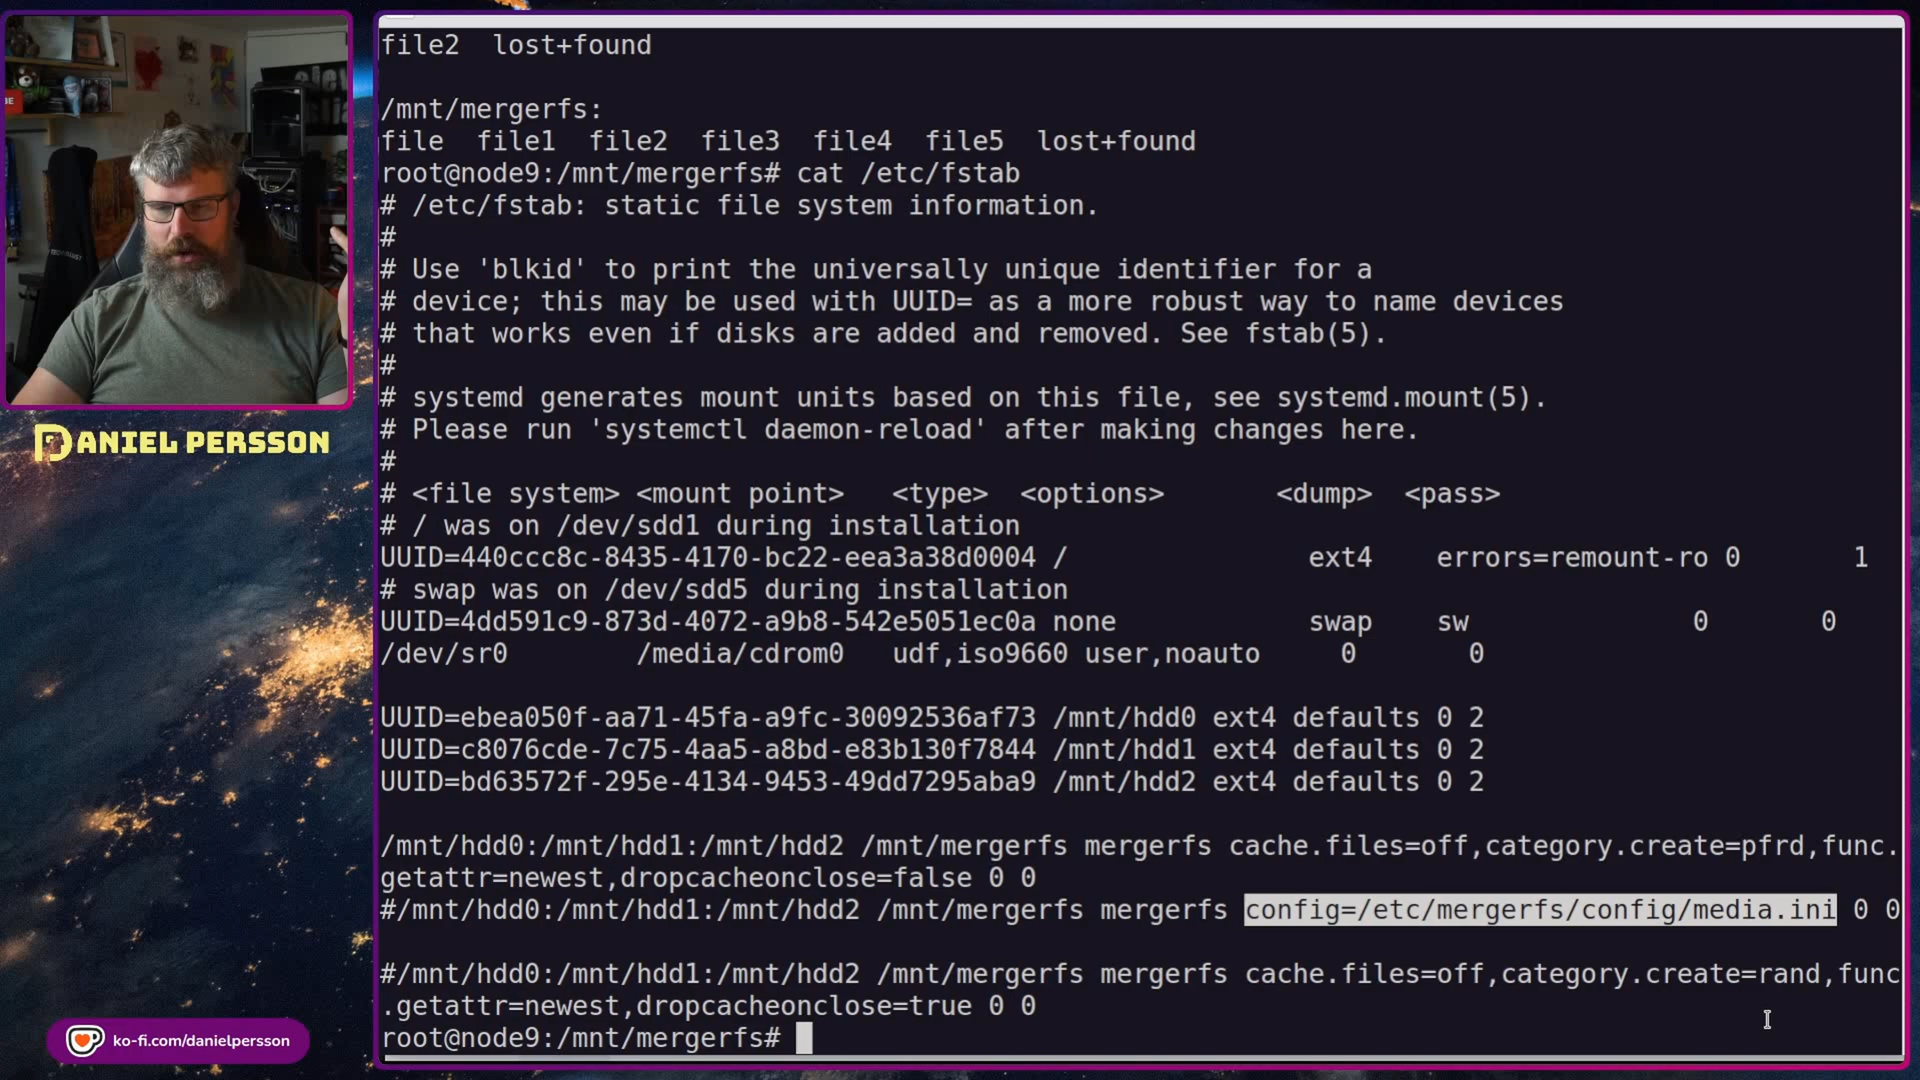 file2  lost+found

/mnt/mergerfs:
file  file1  file2  file3  file4  file5  lost+found
root@node9:/mnt/mergerfs# cat /etc/fstab
# /etc/fstab: static file system information.
#
# Use 'blkid' to print the universally unique identifier for a
# device; this may be used with UUID= as a more robust way to name devices
# that works even if disks are added and removed. See fstab(5).
#
# systemd generates mount units based on this file, see systemd.mount(5).
# Please run 'systemctl daemon-reload' after making changes here.
#
# <file system> <mount point>   <type>  <options>       <dump>  <pass>
# / was on /dev/sdd1 during installation
UUID=440ccc8c-8435-4170-bc22-eea3a38d0004 /               ext4    errors=remount-ro 0       1
# swap was on /dev/sdd5 during installation
UUID=4dd591c9-873d-4072-a9b8-542e5051ec0a none            swap    sw              0       0
/dev/sr0        /media/cdrom0   udf,iso9660 user,noauto     0       0

UUID=ebea050f-aa71-45fa-a9fc-30092536af73 /mnt/hdd0 ext4 defaults 0 2
UUID=c8076cde-7c75-4aa5-a8bd-e83b130f7844 /mnt/hdd1 ext4 defaults 0 2
UUID=bd63572f-295e-4134-9453-49dd7295aba9 /mnt/hdd2 ext4 defaults 0 2

/mnt/hdd0:/mnt/hdd1:/mnt/hdd2 /mnt/mergerfs mergerfs cache.files=off,category.create=pfrd,func.
getattr=newest,dropcacheonclose=false 0 0
#/mnt/hdd0:/mnt/hdd1:/mnt/hdd2 /mnt/mergerfs mergerfs config=/etc/mergerfs/config/media.ini 0 0

#/mnt/hdd0:/mnt/hdd1:/mnt/hdd2 /mnt/mergerfs mergerfs cache.files=off,category.create=rand,func
.getattr=newest,dropcacheonclose=true 0 0
root@node9:/mnt/mergerfs#
DANIEL PERSSON
ko-fi.com/danielpersson